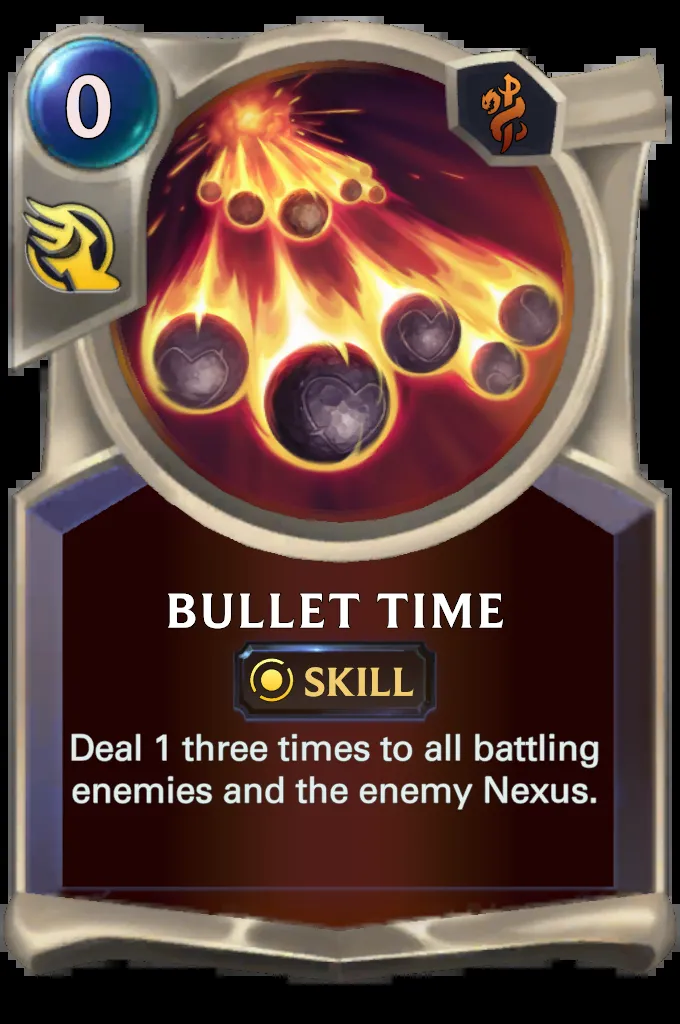 0
BULLET TIME
SKILL
Deal 1 three times to all battling
enemies and the enemy Nexus.